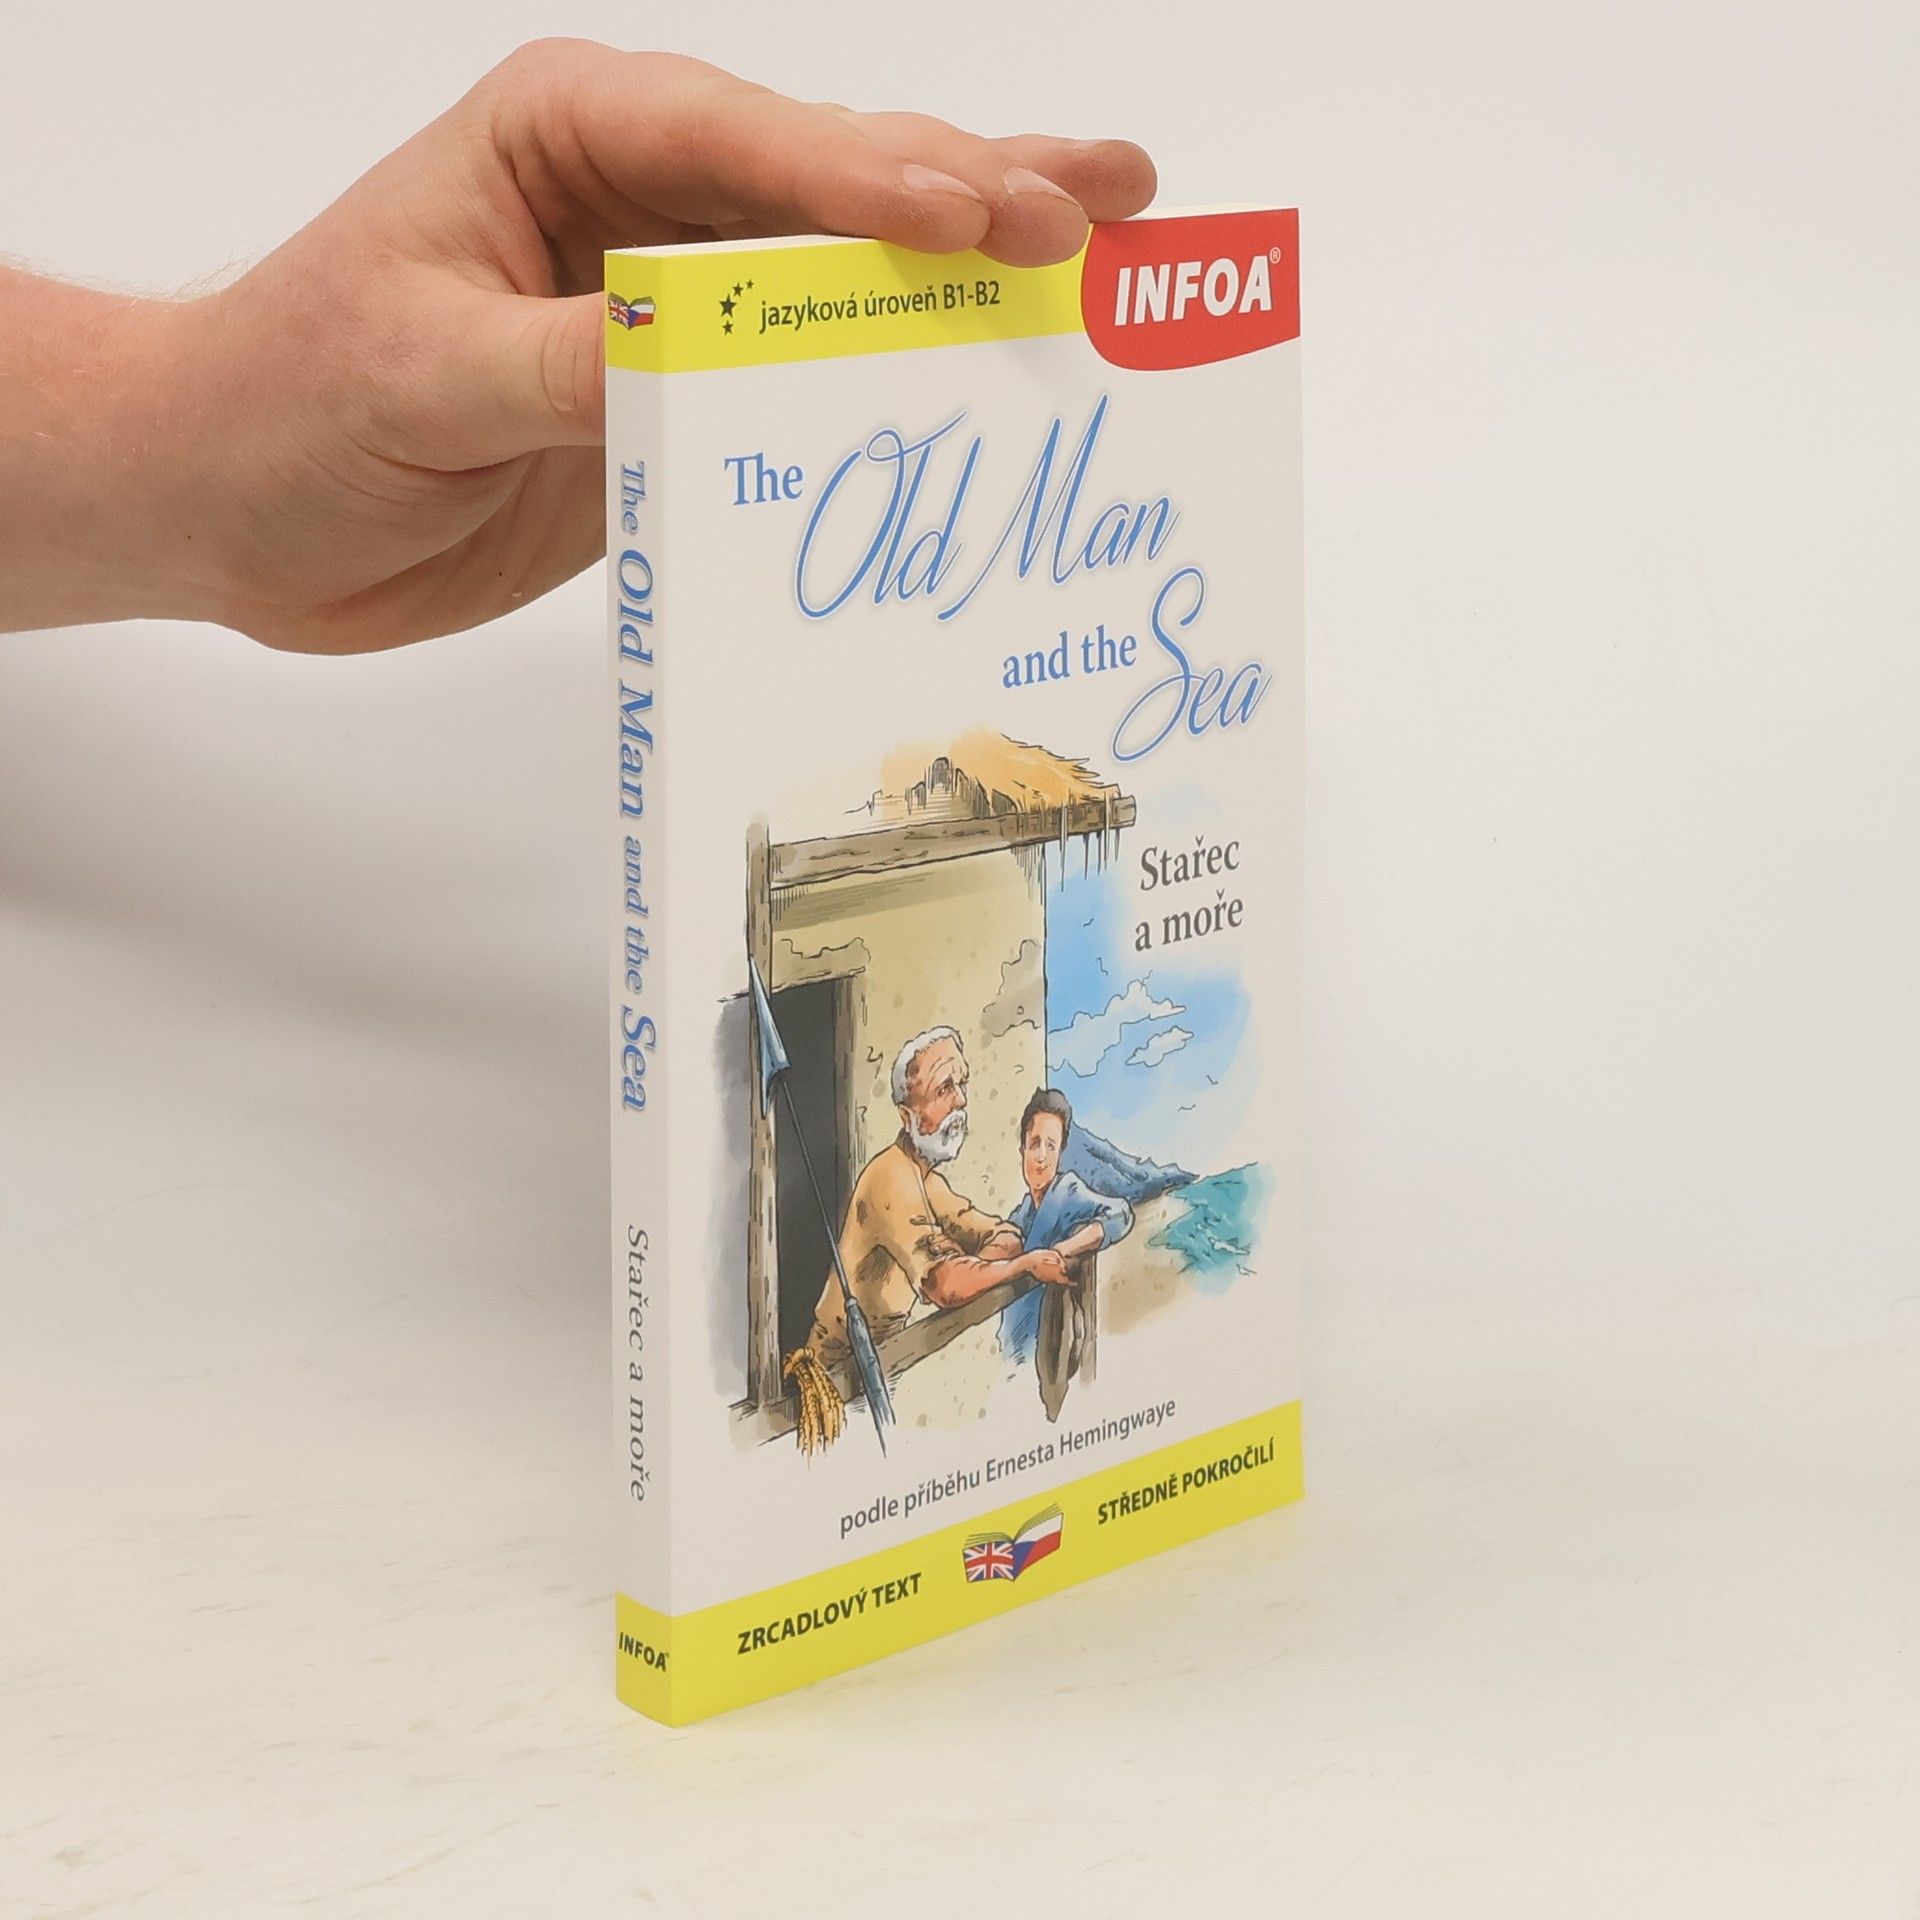 jazyková úroveň B1-B2
INFOA®
The Old Man
and the Sea
Stařec
a moře
podle příběhu Ernesta Hemingwaye
ZRCADLOVÝ TEXT
STŘEDNĚ POKROČILÍ
The Old Man and the Sea
Stařec a moře
INFOA®